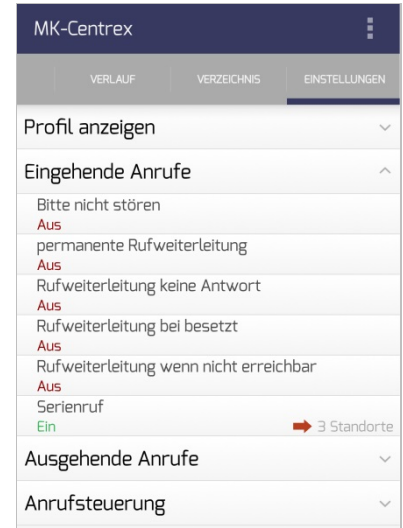 MK-Centrex
VERLAUF VERZEICHNIS EINSTELLUNGEN
Profil anzeigen
Eingehende Anrufe
Bitte nicht stören
Aus
permanente Rufweiterleitung
Aus
Rufweiterleitung keine Antwort
Aus
Rufweiterleitung bei besetzt
Aus
Rufweiterleitung wenn nicht erreichbar
Aus
Serienruf
Ein 3 Standorte
Ausgehende Anrufe
Anrufsteuerung